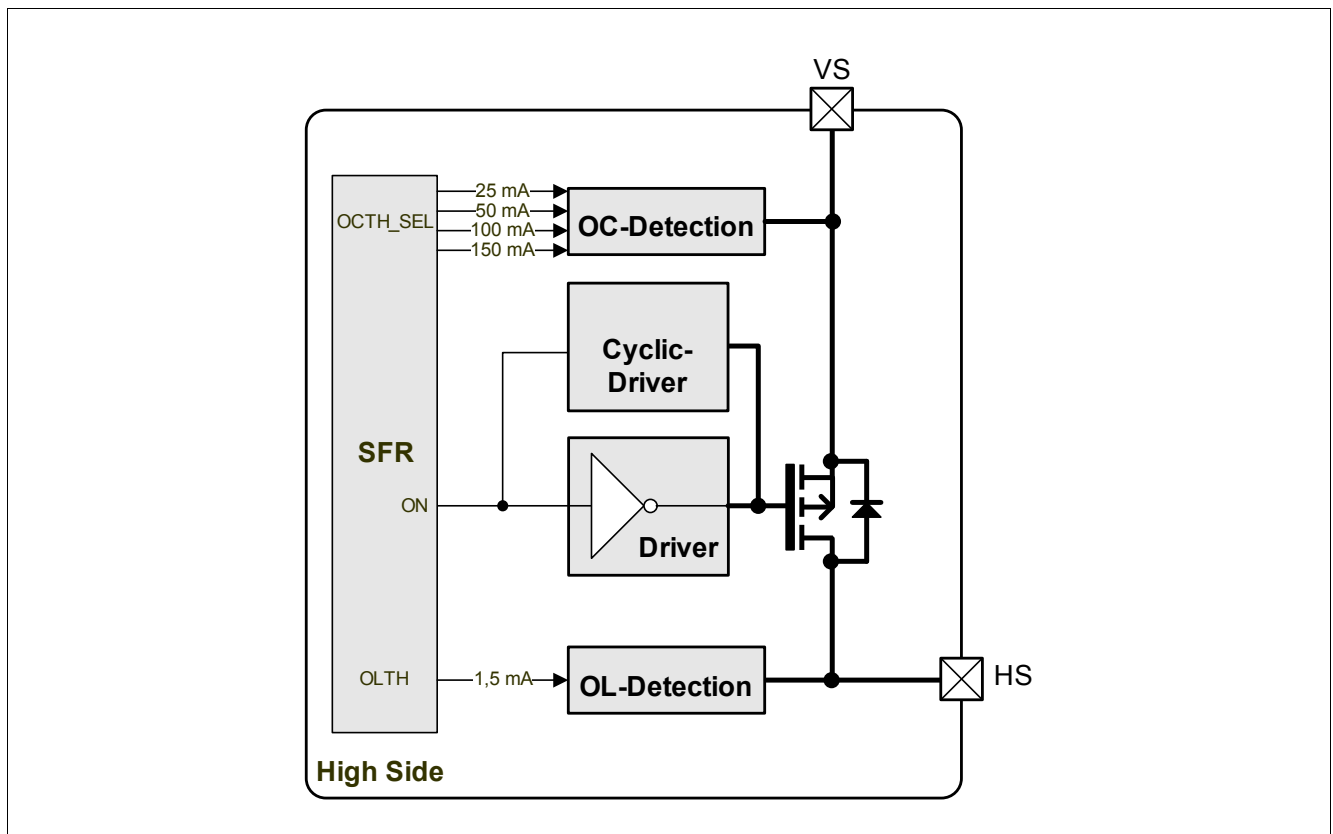 VS
25 mA
50 mA
OCTH_SEL
100 mA
150 mA
OC-Detection
Cyclic-
Driver
SFR
ON
Driver
OLTH
1,5 mA
OL-Detection
HS
High Side